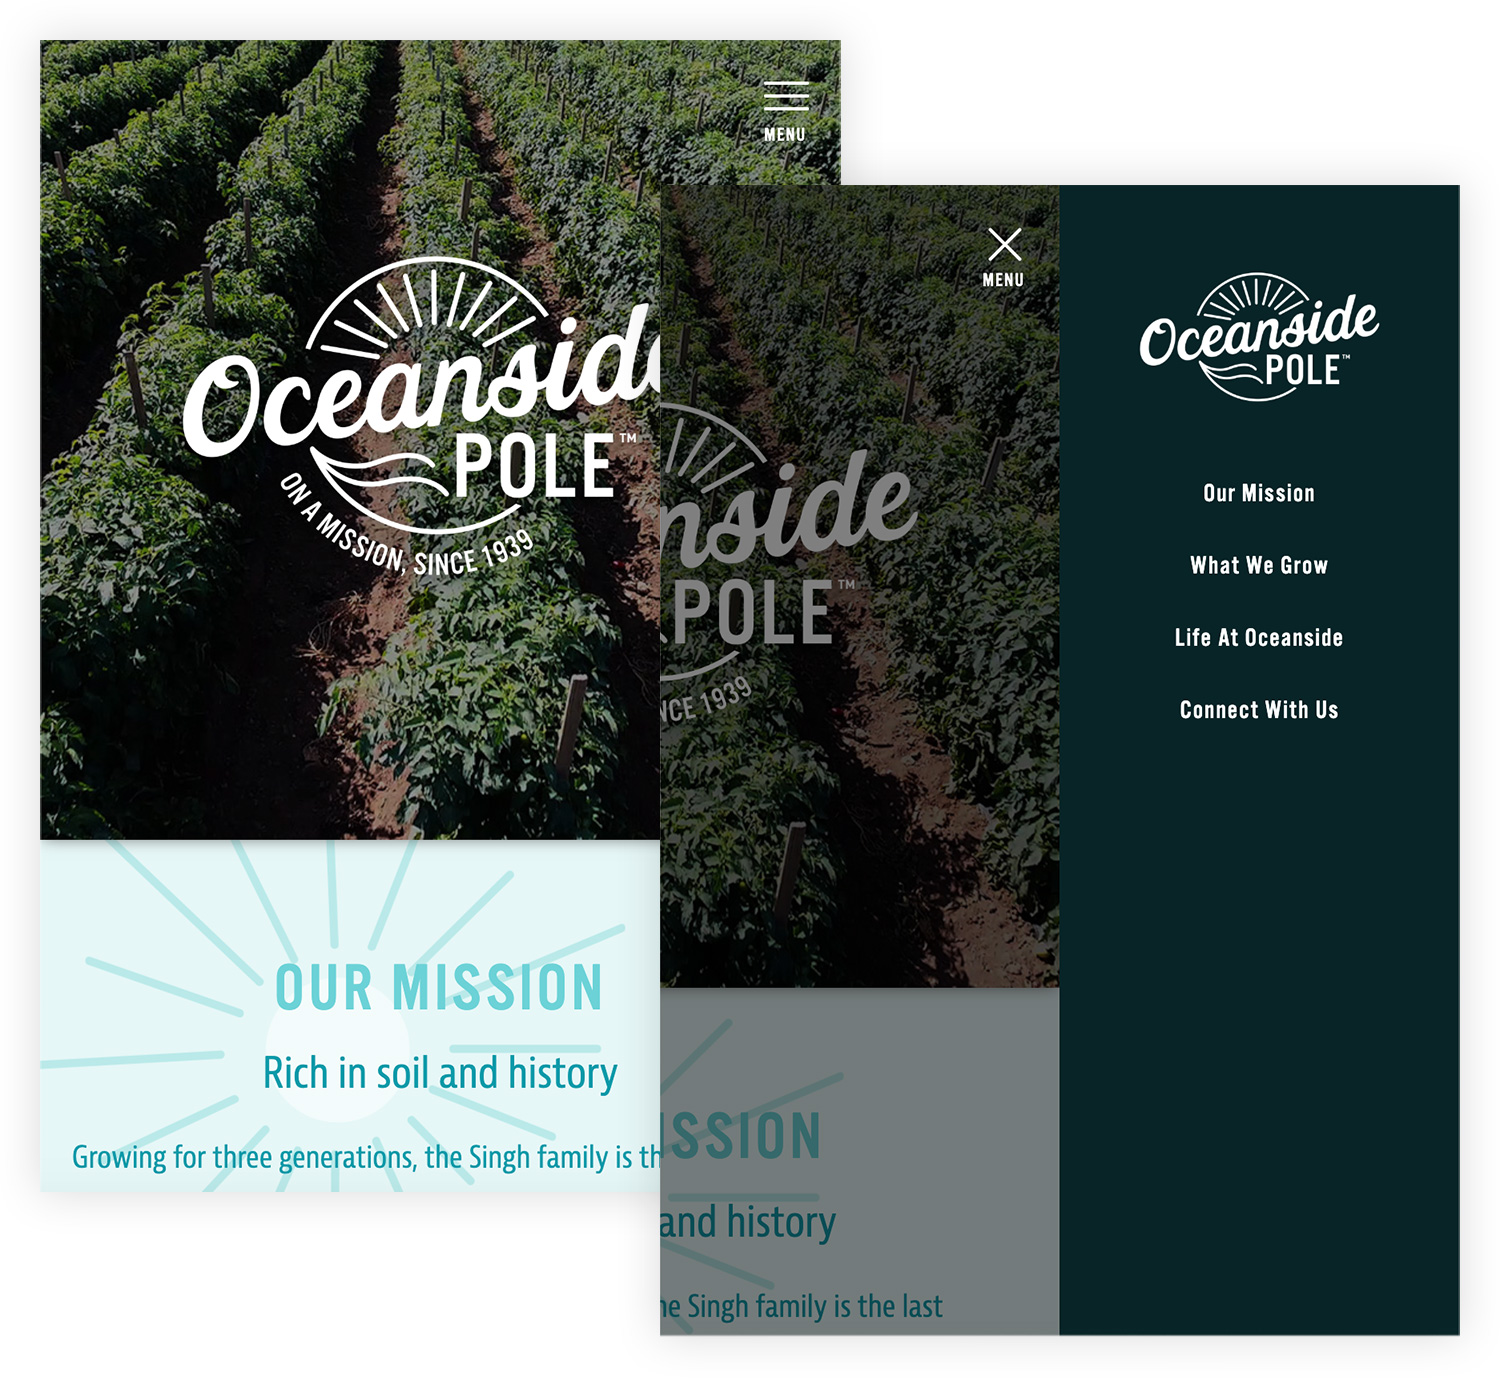 MENU
Oceanside
POLE™
ON A MISSION, SINCE 1939
OUR MISSION
Rich in soil and history
Growing for three generations, the Singh family is th
MENU
nside
POLE™
NCE 1939
ISSION
and history
he Singh family is the last
Oceanside
POLE™
Our Mission
What We Grow
Life At Oceanside
Connect With Us